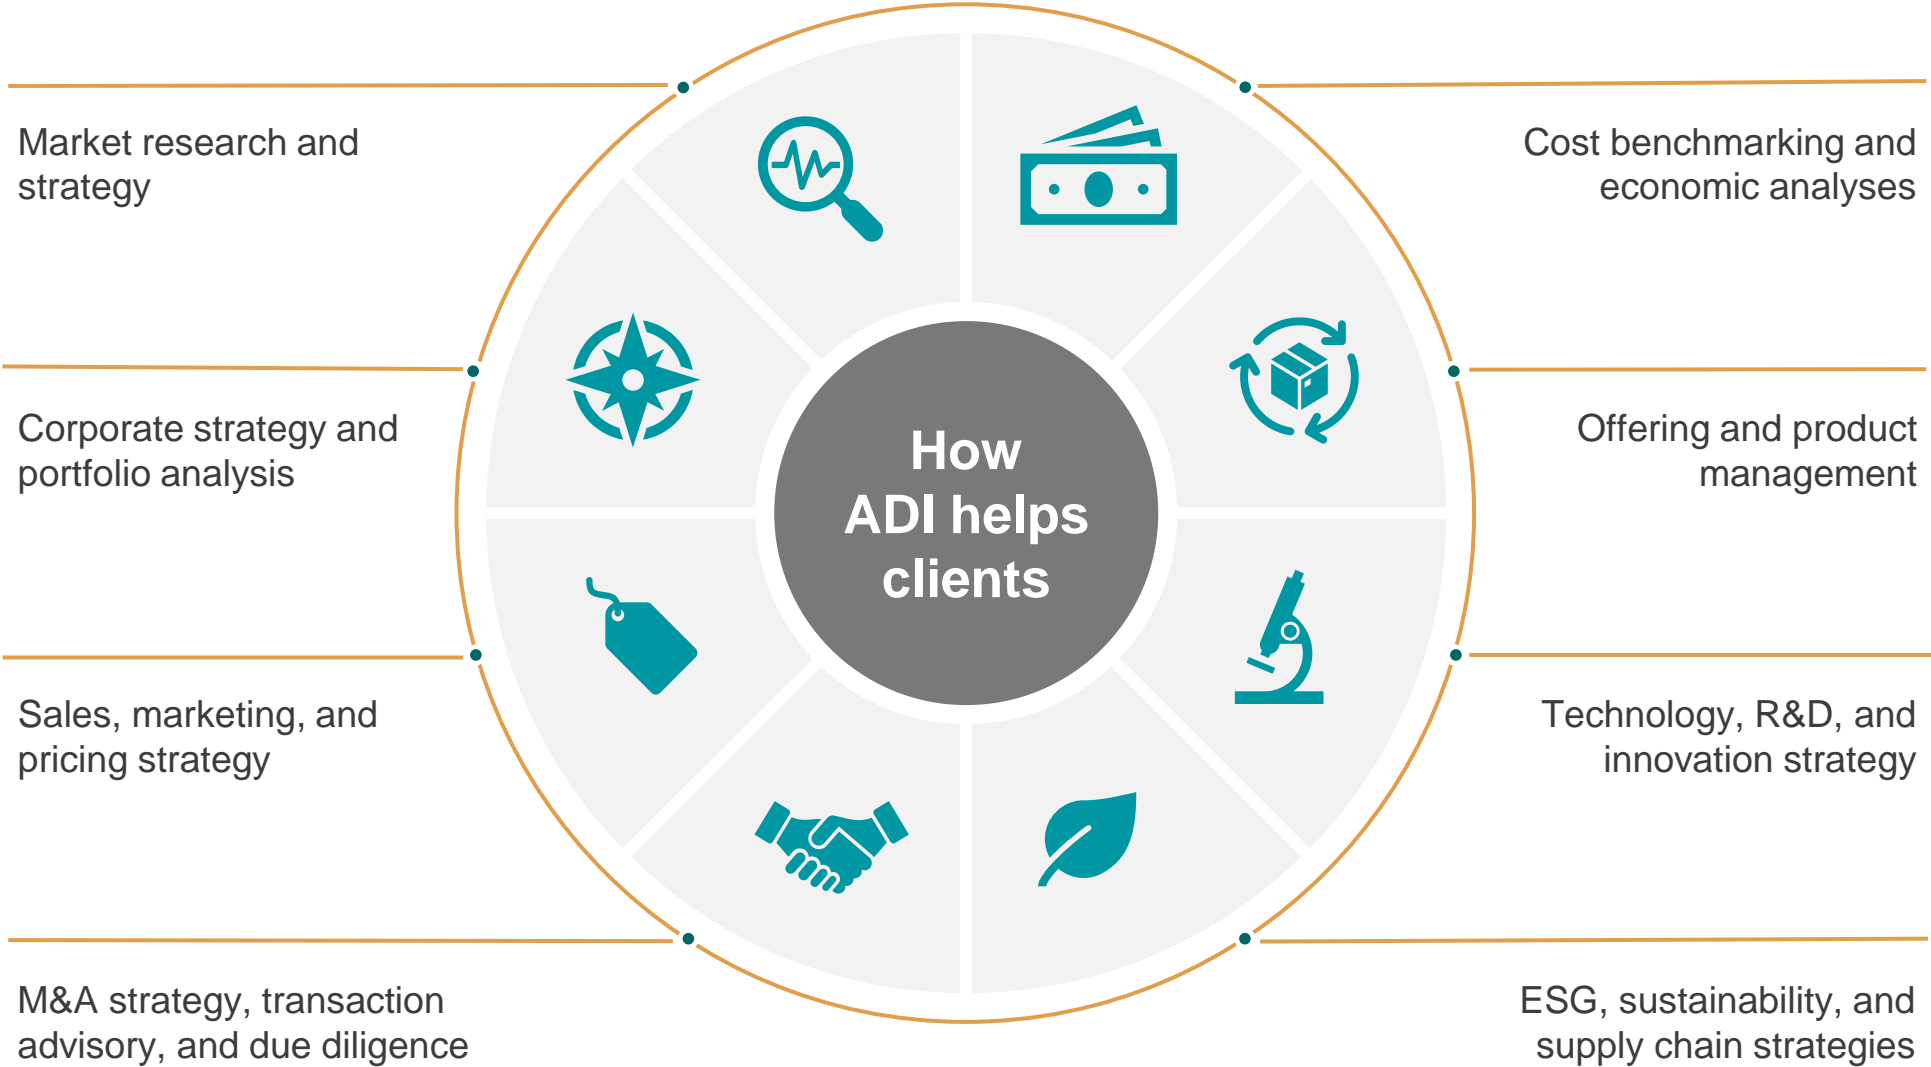 Market research and
strategy
Corporate strategy and
portfolio analysis
Sales, marketing, and
pricing strategy
M&A strategy, transaction
advisory, and due diligence
How
ADI helps
clients
Cost benchmarking and
economic analyses
Offering and product
management
Technology, R&D, and
innovation strategy
ESG, sustainability, and
supply chain strategies